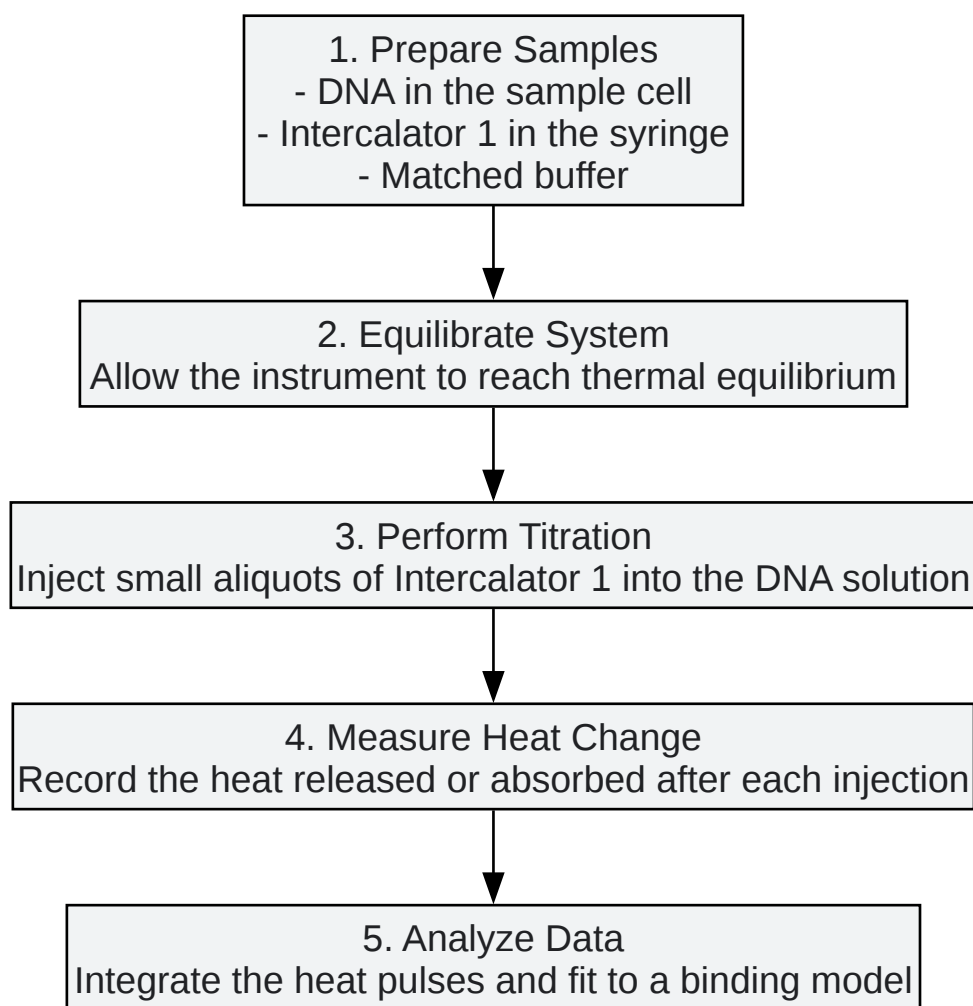 1. Prepare Samples
- DNA in the sample cell
- Intercalator 1 in the syringe
- Matched buffer
2. Equilibrate System
Allow the instrument to reach thermal equilibrium
3. Perform Titration
Inject small aliquots of Intercalator 1 into the DNA solution
4. Measure Heat Change
Record the heat released or absorbed after each injection
5. Analyze Data
Integrate the heat pulses and fit to a binding model